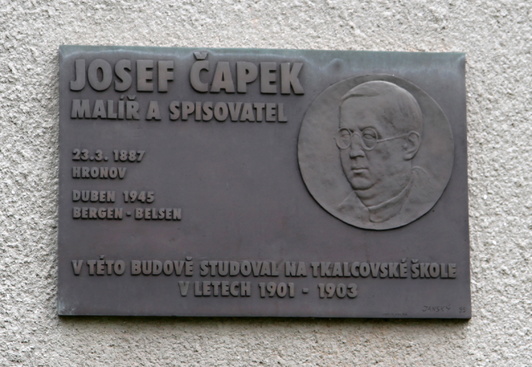 JOSEF ČAPEK
MALÍŘ A SPISOVATEL
23.3. 1887
HRONOV
DUBEN 1945
BERGEN - BELSEN
V TÉTO BUDOVĚ STUDOVAL NA TKALCOVSKÉ ŠKOLE
V LETECH 1901 - 1903